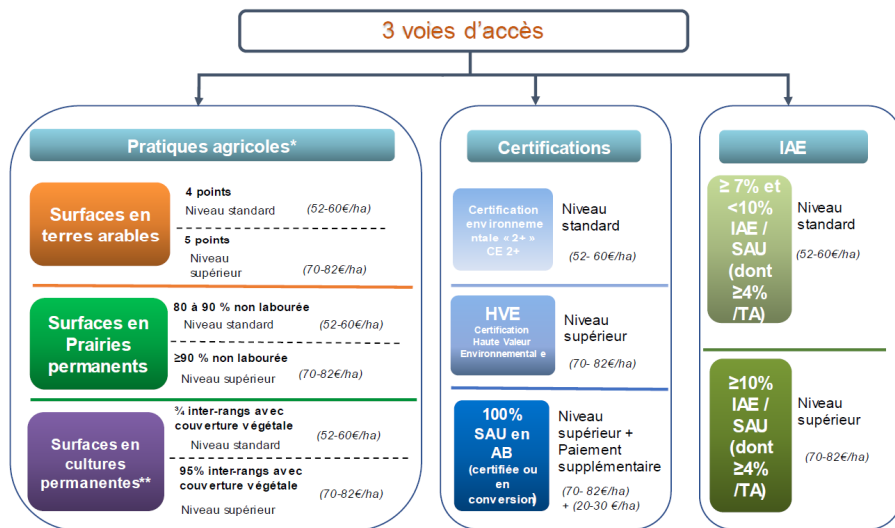 3 voies d'accès
Pratiques agricoles*
Surfaces en
terres arables
4 points
Niveau standard
(52-60€/ha)
5 points
Niveau
supérieur
(70-82€/ha)
Surfaces en
Prairies
permanents
80 à 90 % non labourée
Niveau standard
(52-60€/ha)
≥90 % non labourée
Niveau supérieur
(70-82€/ha)
Surfaces en
cultures
permanentes**
¾ inter-rangs avec
couverture végétale
Niveau standard
(52-60€/ha)
95% inter-rangs avec
couverture végétale
Niveau supérieur
(70-82€/ha)
Certifications
Certification
environneme
ntale « 2+ »
CE 2+
Niveau
standard
(52- 60€/ha)
HVE
Certification
Haute Valeur
Environnemental e
Niveau
supérieur
(70- 82€/ha)
100%
SAU en
AB
(certifiée ou
en
conversion)
Niveau
supérieur +
Paiement
supplémentaire
(70- 82€/ha)
+ (20-30 €/ha)
IAE
≥ 7% et
<10%
IAE /
SAU
(dont
≥4%
/TA)
Niveau
standard
(52-60€/ha)
≥10%
IAE /
SAU
(dont
≥4%
/TA)
Niveau
supérieur
(70-82€/ha)